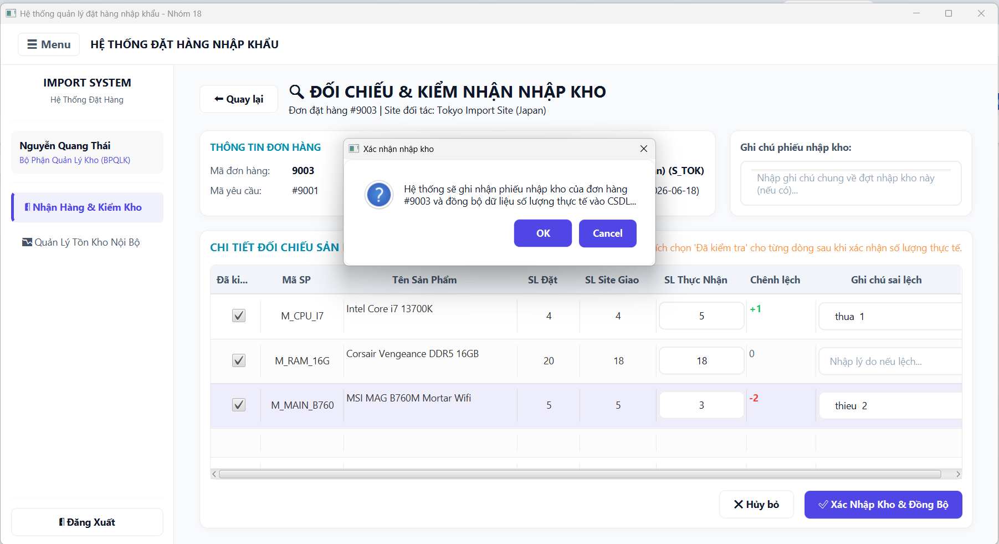 Hệ thống quản lý đặt hàng nhập khẩu - Nhóm 18
Menu
HỆ THỐNG ĐẶT HÀNG NHẬP KHẨU
IMPORT SYSTEM
Hệ Thống Đặt Hàng
Nguyễn Quang Thái
Bộ Phận Quản Lý Kho (BPQLK)
Nhận Hàng & Kiểm Kho
Quản Lý Tồn Kho Nội Bộ
Đăng Xuất
Quay lại
ĐỐI CHIẾU & KIỂM NHẬN NHẬP KHO
Đơn đặt hàng #9003 | Site đối tác: Tokyo Import Site (Japan)
THÔNG TIN ĐƠN HÀNG
Mã đơn hàng: 9003
n) (S_TOK)
Mã yêu cầu: #9001
26-06-18)
Ghi chú phiếu nhập kho:
Nhập ghi chú chung về đợt nhập kho này
(nếu có)...
Xác nhận nhập kho
Hệ thống sẽ ghi nhận phiếu nhập kho của đơn hàng
#9003 và đồng bộ dữ liệu số lượng thực tế vào CSDL...
OK Cancel
CHI TIẾT ĐỐI CHIẾU SẢN
ích chọn 'Đã kiểm tra' cho từng dòng sau khi xác nhận số lượng thực tế.
Đã ki... Mã SP Tên Sản Phẩm SL Đặt SL Site Giao SL Thực Nhận Chênh lệch Ghi chú sai lệch
M_CPU_I7 Intel Core i7 13700K 4 4 5 +1 thua 1
M_RAM_16G Corsair Vengeance DDR5 16GB 20 18 18 0 Nhập lý do nếu lệch...
M_MAIN_B760 MSI MAG B760M Mortar Wifi 5 5 3 -2 thieu 2
Hủy bỏ
Xác Nhập Kho & Đồng Bộ